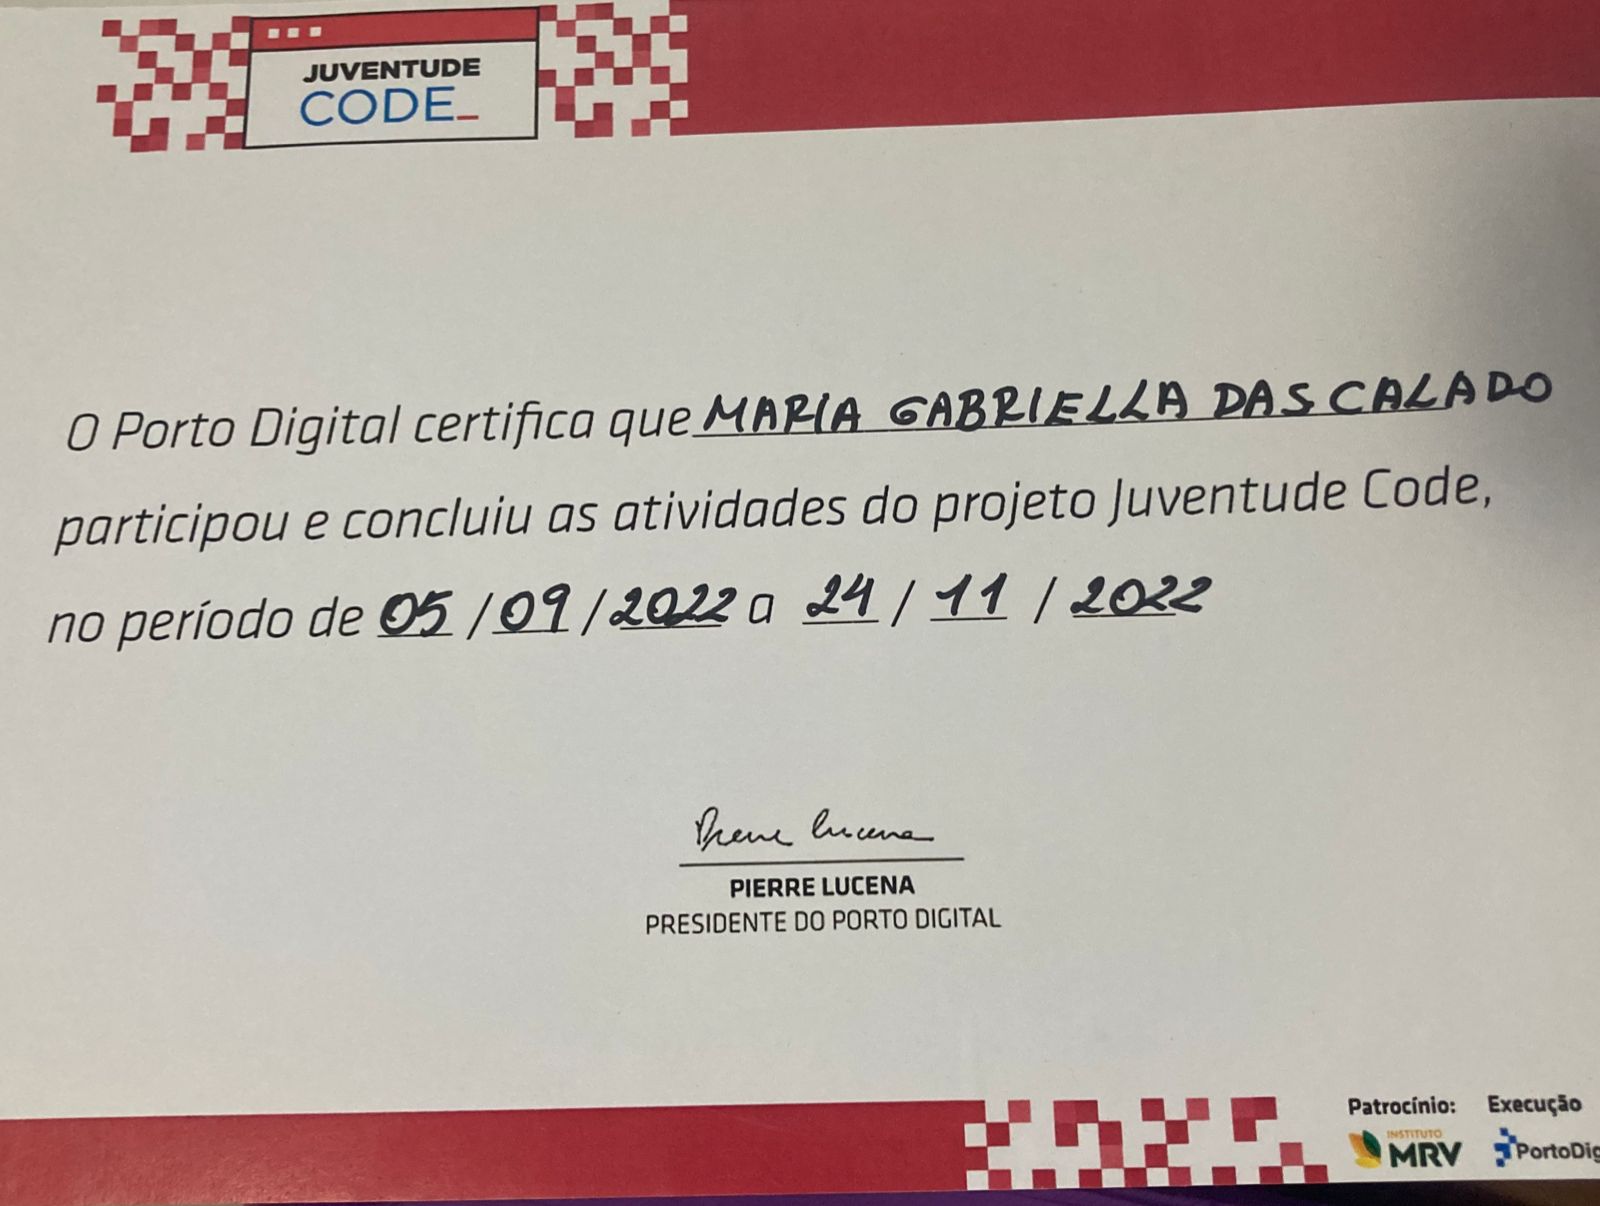 JUVENTUDE
CODE_
O Porto Digital certifica que MARIA GABRIELLA DAS CALADO
participou e concluiu as atividades do projeto Juventude Code,
no período de 05/09/2022 a 24/11/2022
Pierre Lucena
PIERRE LUCENA
PRESIDENTE DO PORTO DIGITAL
Patrocínio: Execução
INSTITUTO
MRV PortoDig